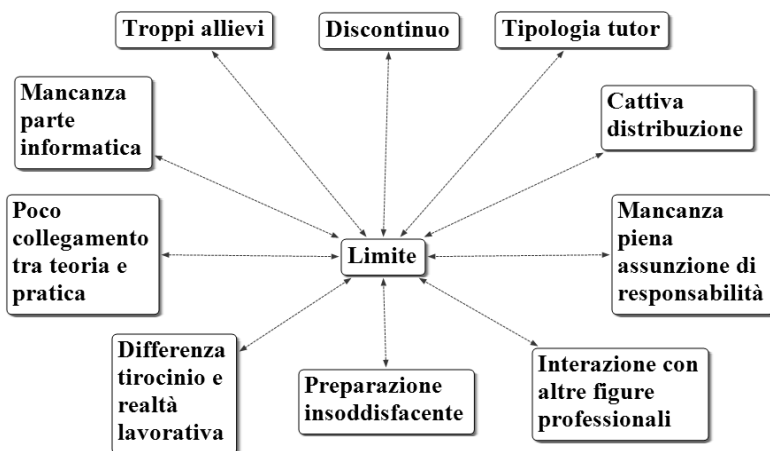 Troppi allievi
Discontinuo
Tipologia tutor
Mancanza
parte
informatica
Cattiva
distribuzione
Poco
collegamento
tra teoria e
pratica
Limite
Mancanza
piena
assunzione di
responsabilità
Differenza
tirocinio e
realtà
lavorativa
Preparazione
insoddisfacente
Interazione con
altre figure
professionali